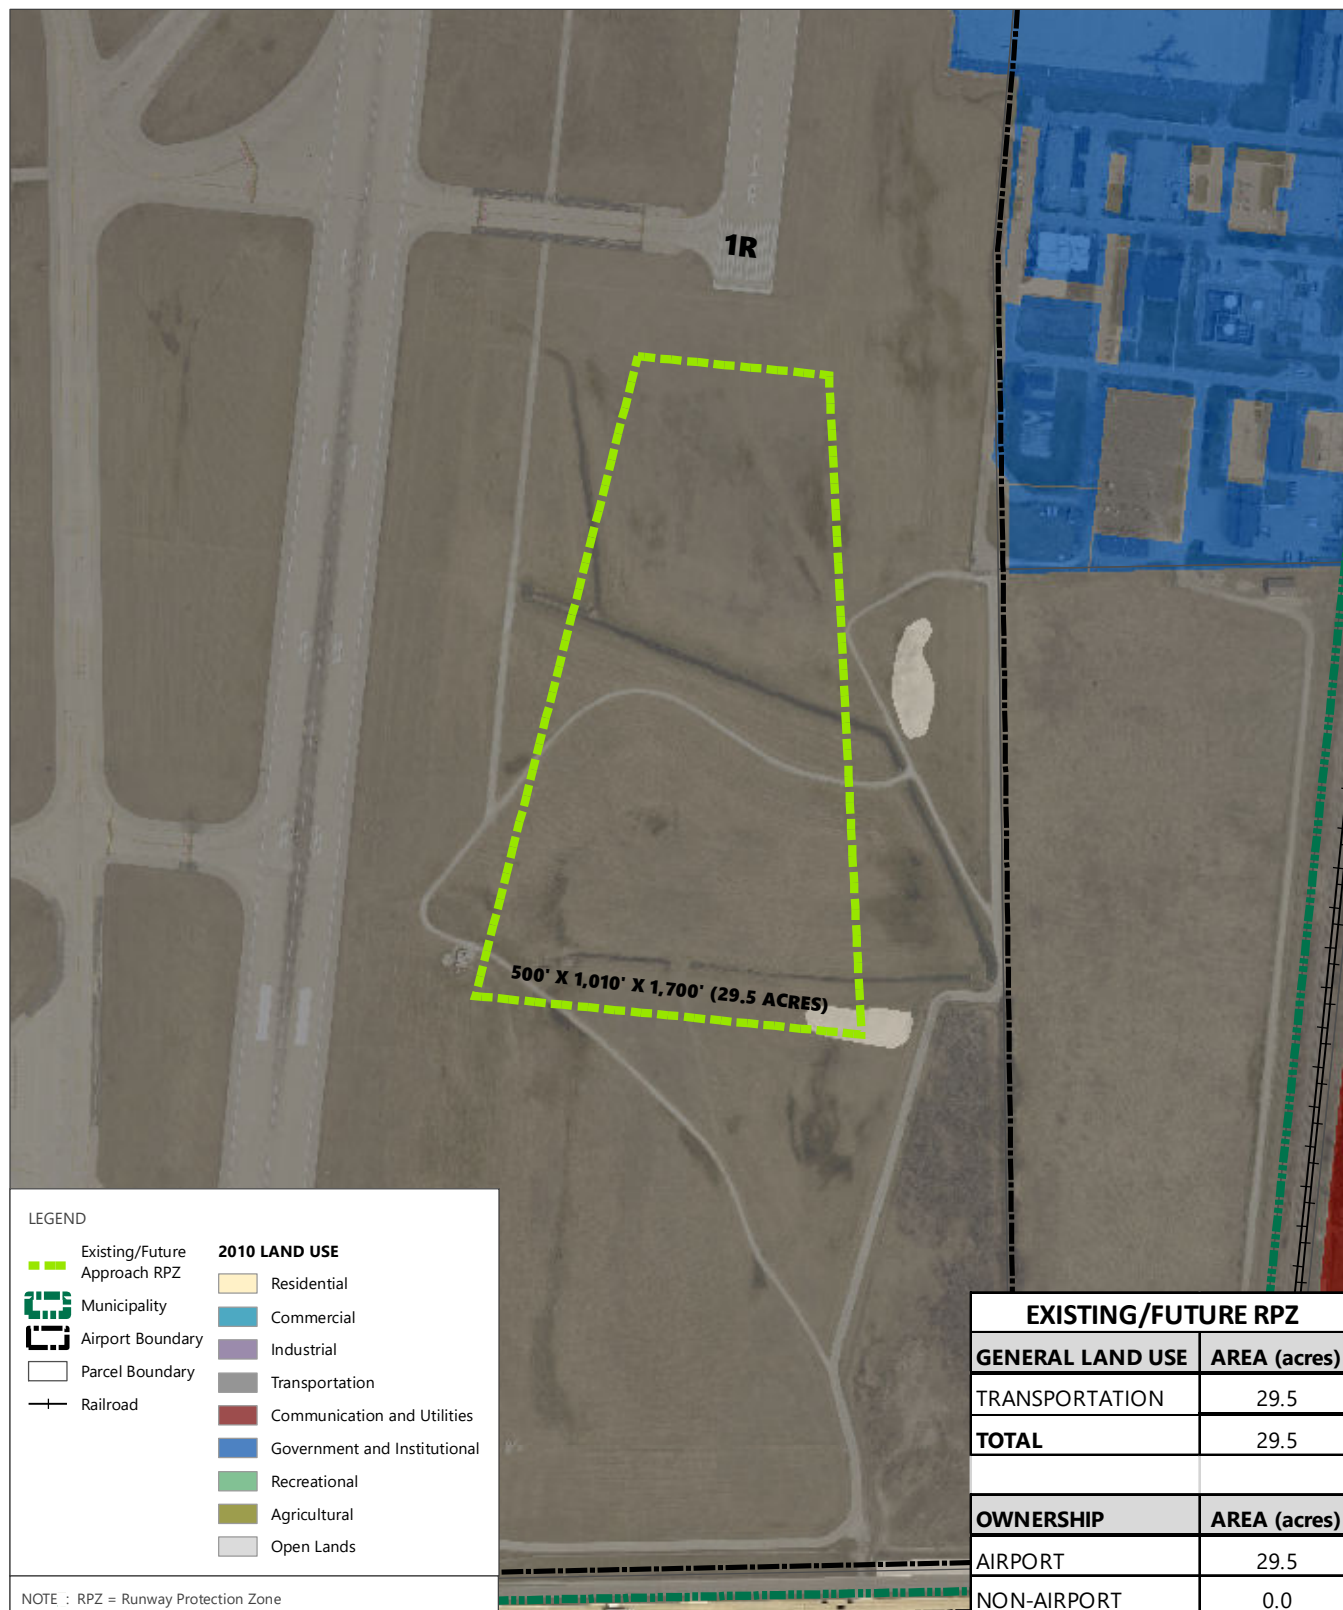 1R
500' X 1,010' X 1,700' (29.5 ACRES)
LEGEND
Existing/Future
Approach RPZ
Municipality
Airport Boundary
Parcel Boundary
Railroad
2010 LAND USE
Residential
Commercial
Industrial
Transportation
Communication and Utilities
Government and Institutional
Recreational
Agricultural
Open Lands
NOTE : RPZ = Runway Protection Zone
EXISTING/FUTURE RPZ
GENERAL LAND USE AREA (acres)
TRANSPORTATION 29.5
TOTAL 29.5
OWNERSHIP AREA (acres)
AIRPORT 29.5
NON-AIRPORT 0.0